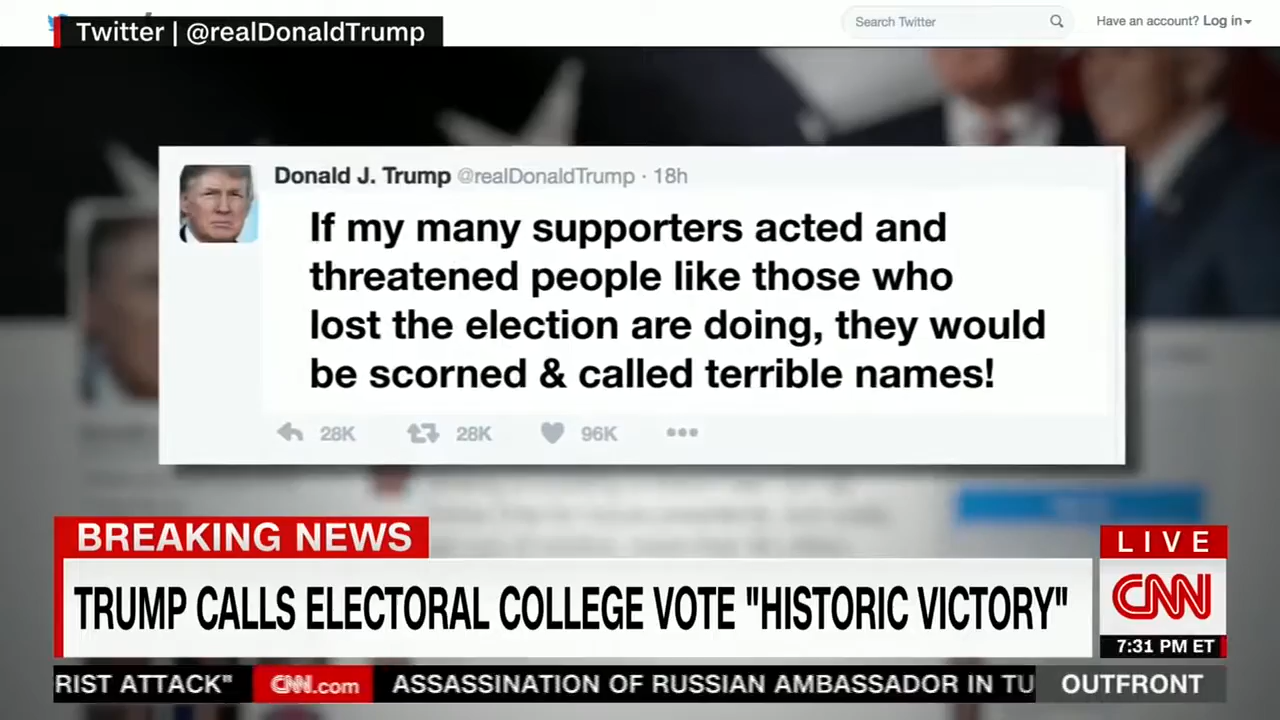 Twitter | @realDonaldTrump
Search Twitter
Have an account? Log in
Donald J. Trump @realDonaldTrump · 18h
If my many supporters acted and
threatened people like those who
lost the election are doing, they would
be scorned & called terrible names!
28K 28K 96K
BREAKING NEWS
TRUMP CALLS ELECTORAL COLLEGE VOTE "HISTORIC VICTORY"
LIVE
CNN
7:31 PM ET
RIST ATTACK" CNN.com ASSASSINATION OF RUSSIAN AMBASSADOR IN TU OUTFRONT